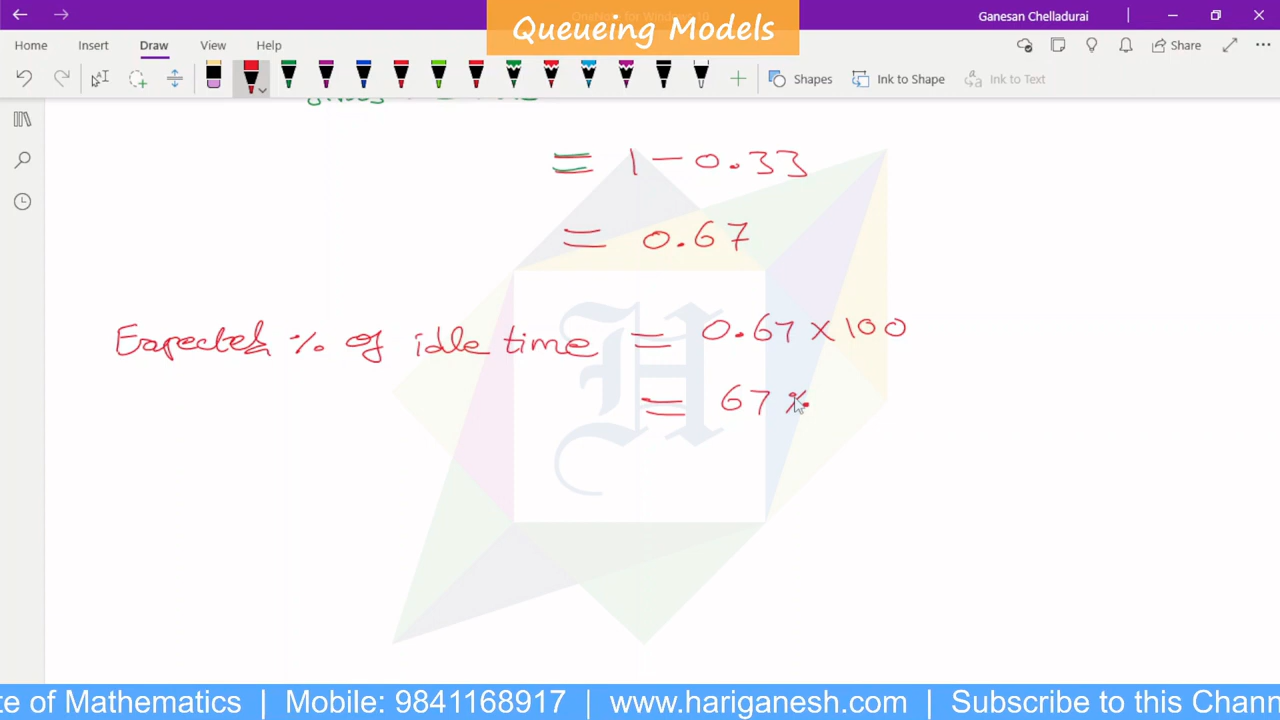 Queueing Models
Ganesan Chelladurai
Home Insert Draw View Help
Share
Shapes Ink to Shape Ink to Text
= 1 - 0.33
= 0.67
Expected % of idle time = 0.67 × 100
= 67 %
H
te of Mathematics | Mobile: 9841168917 | www.hariganesh.com | Subscribe to this Chann